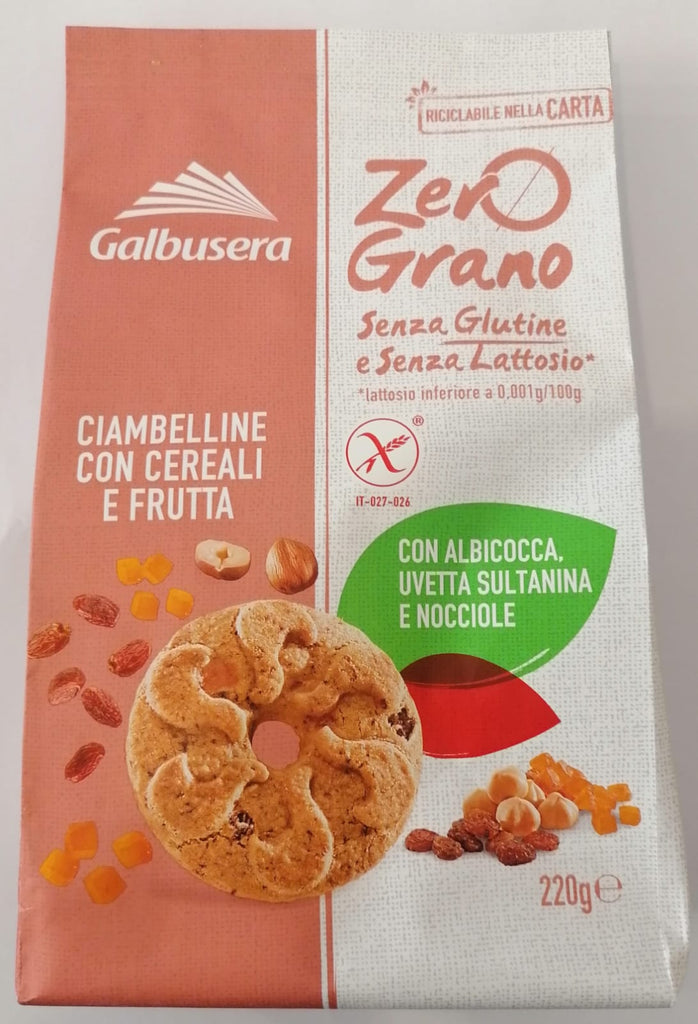 RICICLABILE NELLA CARTA
Galbusera
Zero
Grano
Senza Glutine
e Senza Lattosio*
*lattosio inferiore a 0,001g/100g
®
IT-027-026
CIAMBELLINE
CON CEREALI
E FRUTTA
CON ALBICOCCA,
UVETTA SULTANINA
E NOCCIOLE
220g℮